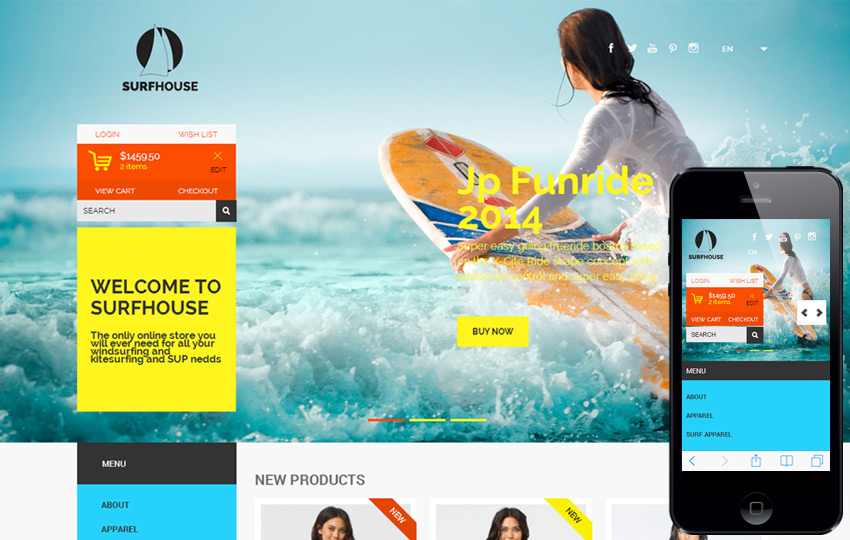 SURFHOUSE
EN
LOGIN WISH LIST
$1459.50
2 items
EDIT
VIEW CART CHECKOUT
SEARCH
WELCOME TO
SURFHOUSE
The onliy online store you
will ever need for all your
windsurfing and
kitesurfing and SUP nedds
Jp Funride
2014
Super easy going freeride board based
on the X-Cite Ride shape concept with
additional control and super easy jibing
BUY NOW
MENU
ABOUT
APPAREL
NEW PRODUCTS
NEW
NEW
SURFHOUSE
EN
LOGIN WISH LIST
$1459.50
2 items
EDIT
VIEW CART CHECKOUT
SEARCH
MENU
ABOUT
APPAREL
SURF APPAREL